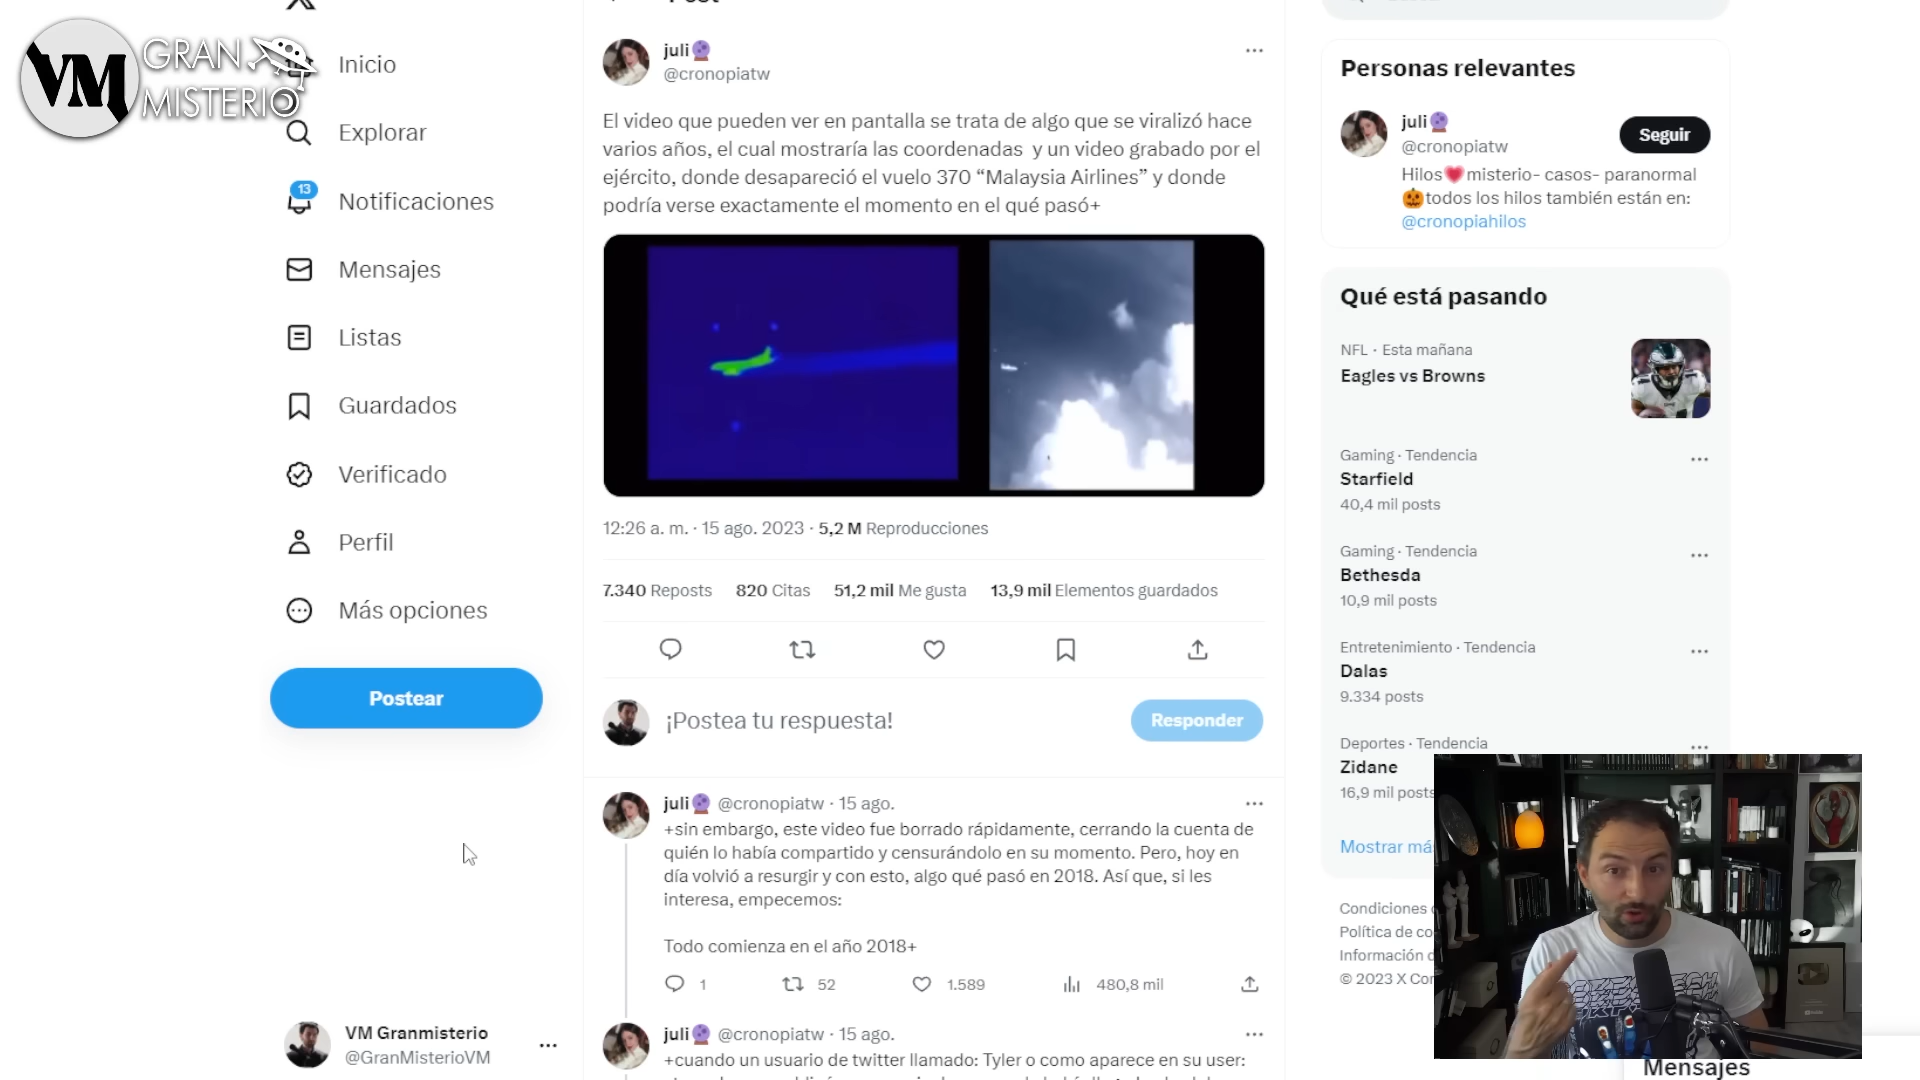 Post
VM
GRAN
MISTERIO
Inicio
Explorar
13
Notificaciones
Mensajes
Listas
Guardados
Verificado
Perfil
Más opciones
Postear
VM Granmisterio
@GranMisterioVM
juli
@cronopiatw
El video que pueden ver en pantalla se trata de algo que se viralizó hace
varios años, el cual mostraría las coordenadas y un video grabado por el
ejército, donde desapareció el vuelo 370 “Malaysia Airlines” y donde
podría verse exactamente el momento en el qué pasó+
12:26 a. m. · 15 ago. 2023 · 5,2 M Reproducciones
7.340 Reposts 820 Citas 51,2 mil Me gusta 13,9 mil Elementos guardados
¡Postea tu respuesta!
Responder
juli @cronopiatw · 15 ago.
+sin embargo, este video fue borrado rápidamente, cerrando la cuenta de
quién lo había compartido y censurándolo en su momento. Pero, hoy en
día volvió a resurgir y con esto, algo qué pasó en 2018. Así que, si les
interesa, empecemos:
Todo comienza en el año 2018+
1 52 1.589 480,8 mil
juli @cronopiatw · 15 ago.
+cuando un usuario de twitter llamado: Tyler o como aparece en su user:
Personas relevantes
juli
@cronopiatw
Seguir
Hilos misterio- casos- paranormal
todos los hilos también están en:
@cronopiahilos
Qué está pasando
NFL · Esta mañana
Eagles vs Browns
Gaming · Tendencia
Starfield
40,4 mil posts
Gaming · Tendencia
Bethesda
10,9 mil posts
Entretenimiento · Tendencia
Dalas
9.334 posts
Deportes · Tendencia
Zidane
16,9 mil posts
Mostrar má
Condiciones
Política de co
Información
© 2023 X Cor
Mensajes